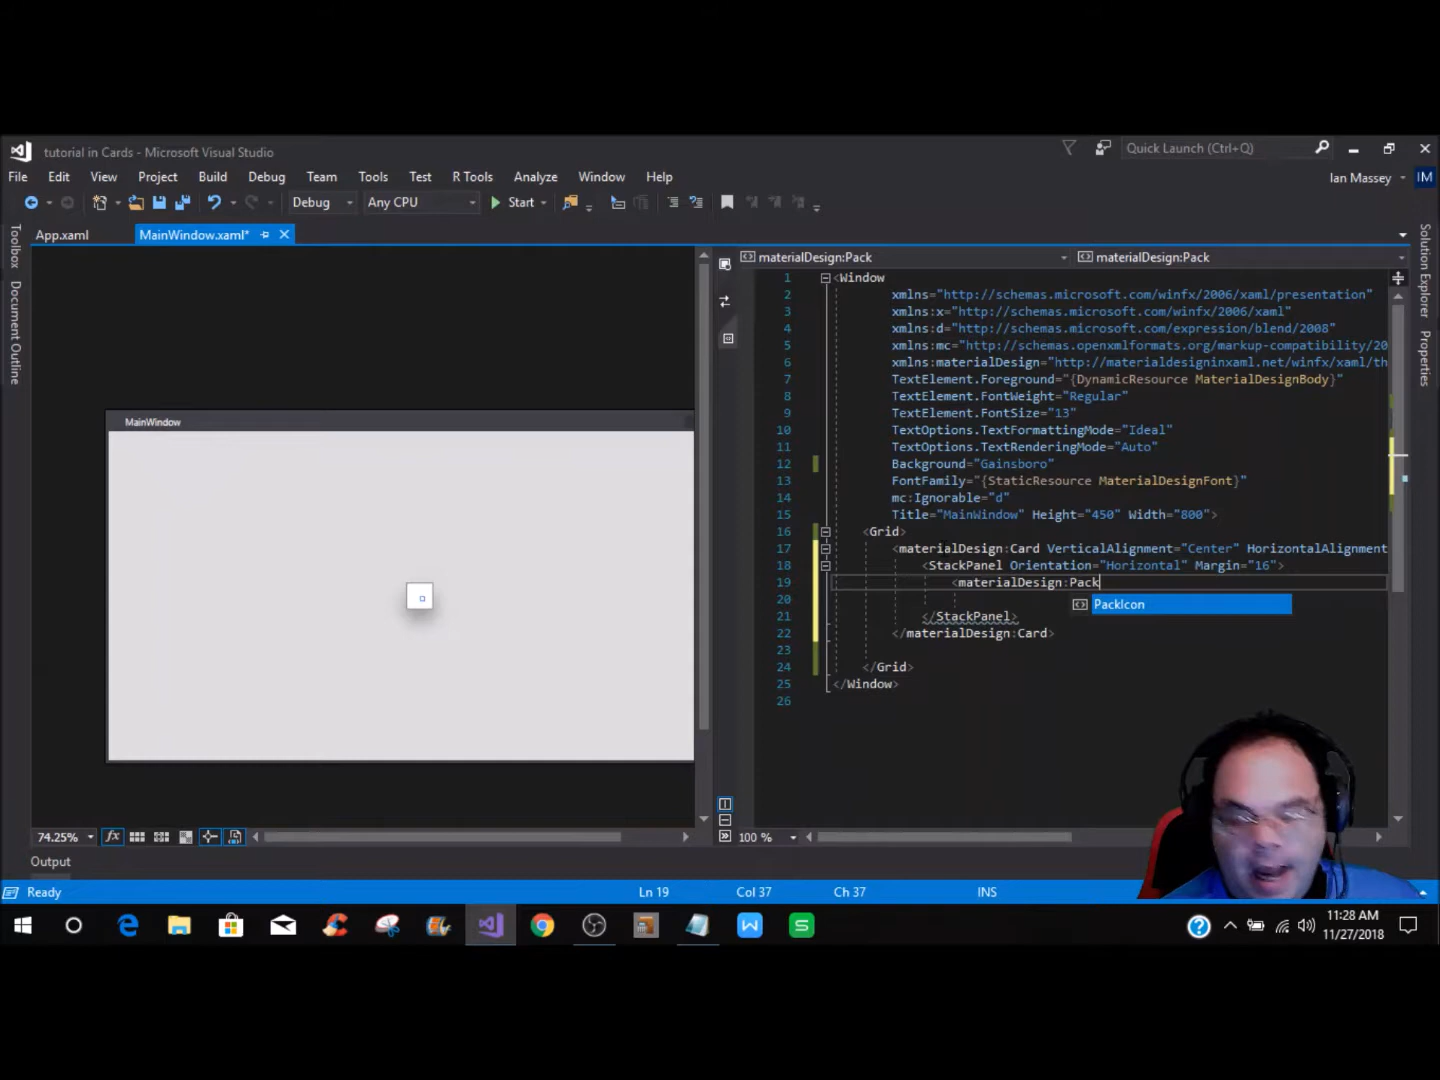 tutorial in Cards - Microsoft Visual Studio
Quick Launch (Ctrl+Q)
File Edit View Project Build Debug Team Tools Test R Tools Analyze Window Help
Ian Massey IM
Debug Any CPU Start
App.xaml MainWindow.xaml*
Toolbox
Document Outline
Solution Explorer
Properties
materialDesign:Pack materialDesign:Pack
MainWindow
1 <Window
2 xmlns="http://schemas.microsoft.com/winfx/2006/xaml/presentation"
3 xmlns:x="http://schemas.microsoft.com/winfx/2006/xaml"
4 xmlns:d="http://schemas.microsoft.com/expression/blend/2008"
5 xmlns:mc="http://schemas.openxmlformats.org/markup-compatibility/20
6 xmlns:materialDesign="http://materialdesigninxaml.net/winfx/xaml/th
7 TextElement.Foreground="{DynamicResource MaterialDesignBody}"
8 TextElement.FontWeight="Regular"
9 TextElement.FontSize="13"
10 TextOptions.TextFormattingMode="Ideal"
11 TextOptions.TextRenderingMode="Auto"
12 Background="Gainsboro"
13 FontFamily="{StaticResource MaterialDesignFont}"
14 mc:Ignorable="d"
15 Title="MainWindow" Height="450" Width="800">
16 <Grid>
17 <materialDesign:Card VerticalAlignment="Center" HorizontalAlignment
18 <StackPanel Orientation="Horizontal" Margin="16">
19 <materialDesign:Pack
20 PackIcon
21 </StackPanel>
22 </materialDesign:Card>
23
24 </Grid>
25 </Window>
26
74.25% fx 100 %
Output
Ready Ln 19 Col 37 Ch 37 INS
11:28 AM
11/27/2018